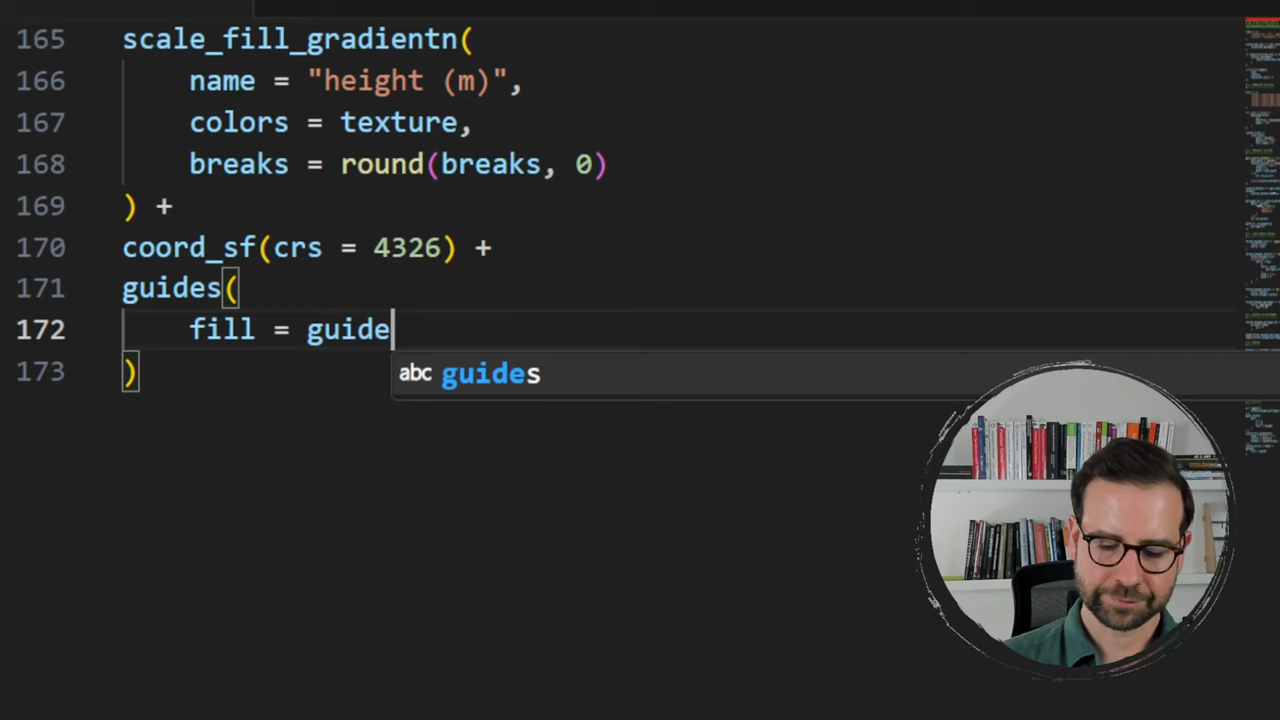 165 scale_fill_gradientn(
166 name = "height (m)",
167 colors = texture,
168 breaks = round(breaks, 0)
169 ) +
170 coord_sf(crs = 4326) +
171 guides(
172 fill = guide
abc guides
173 )